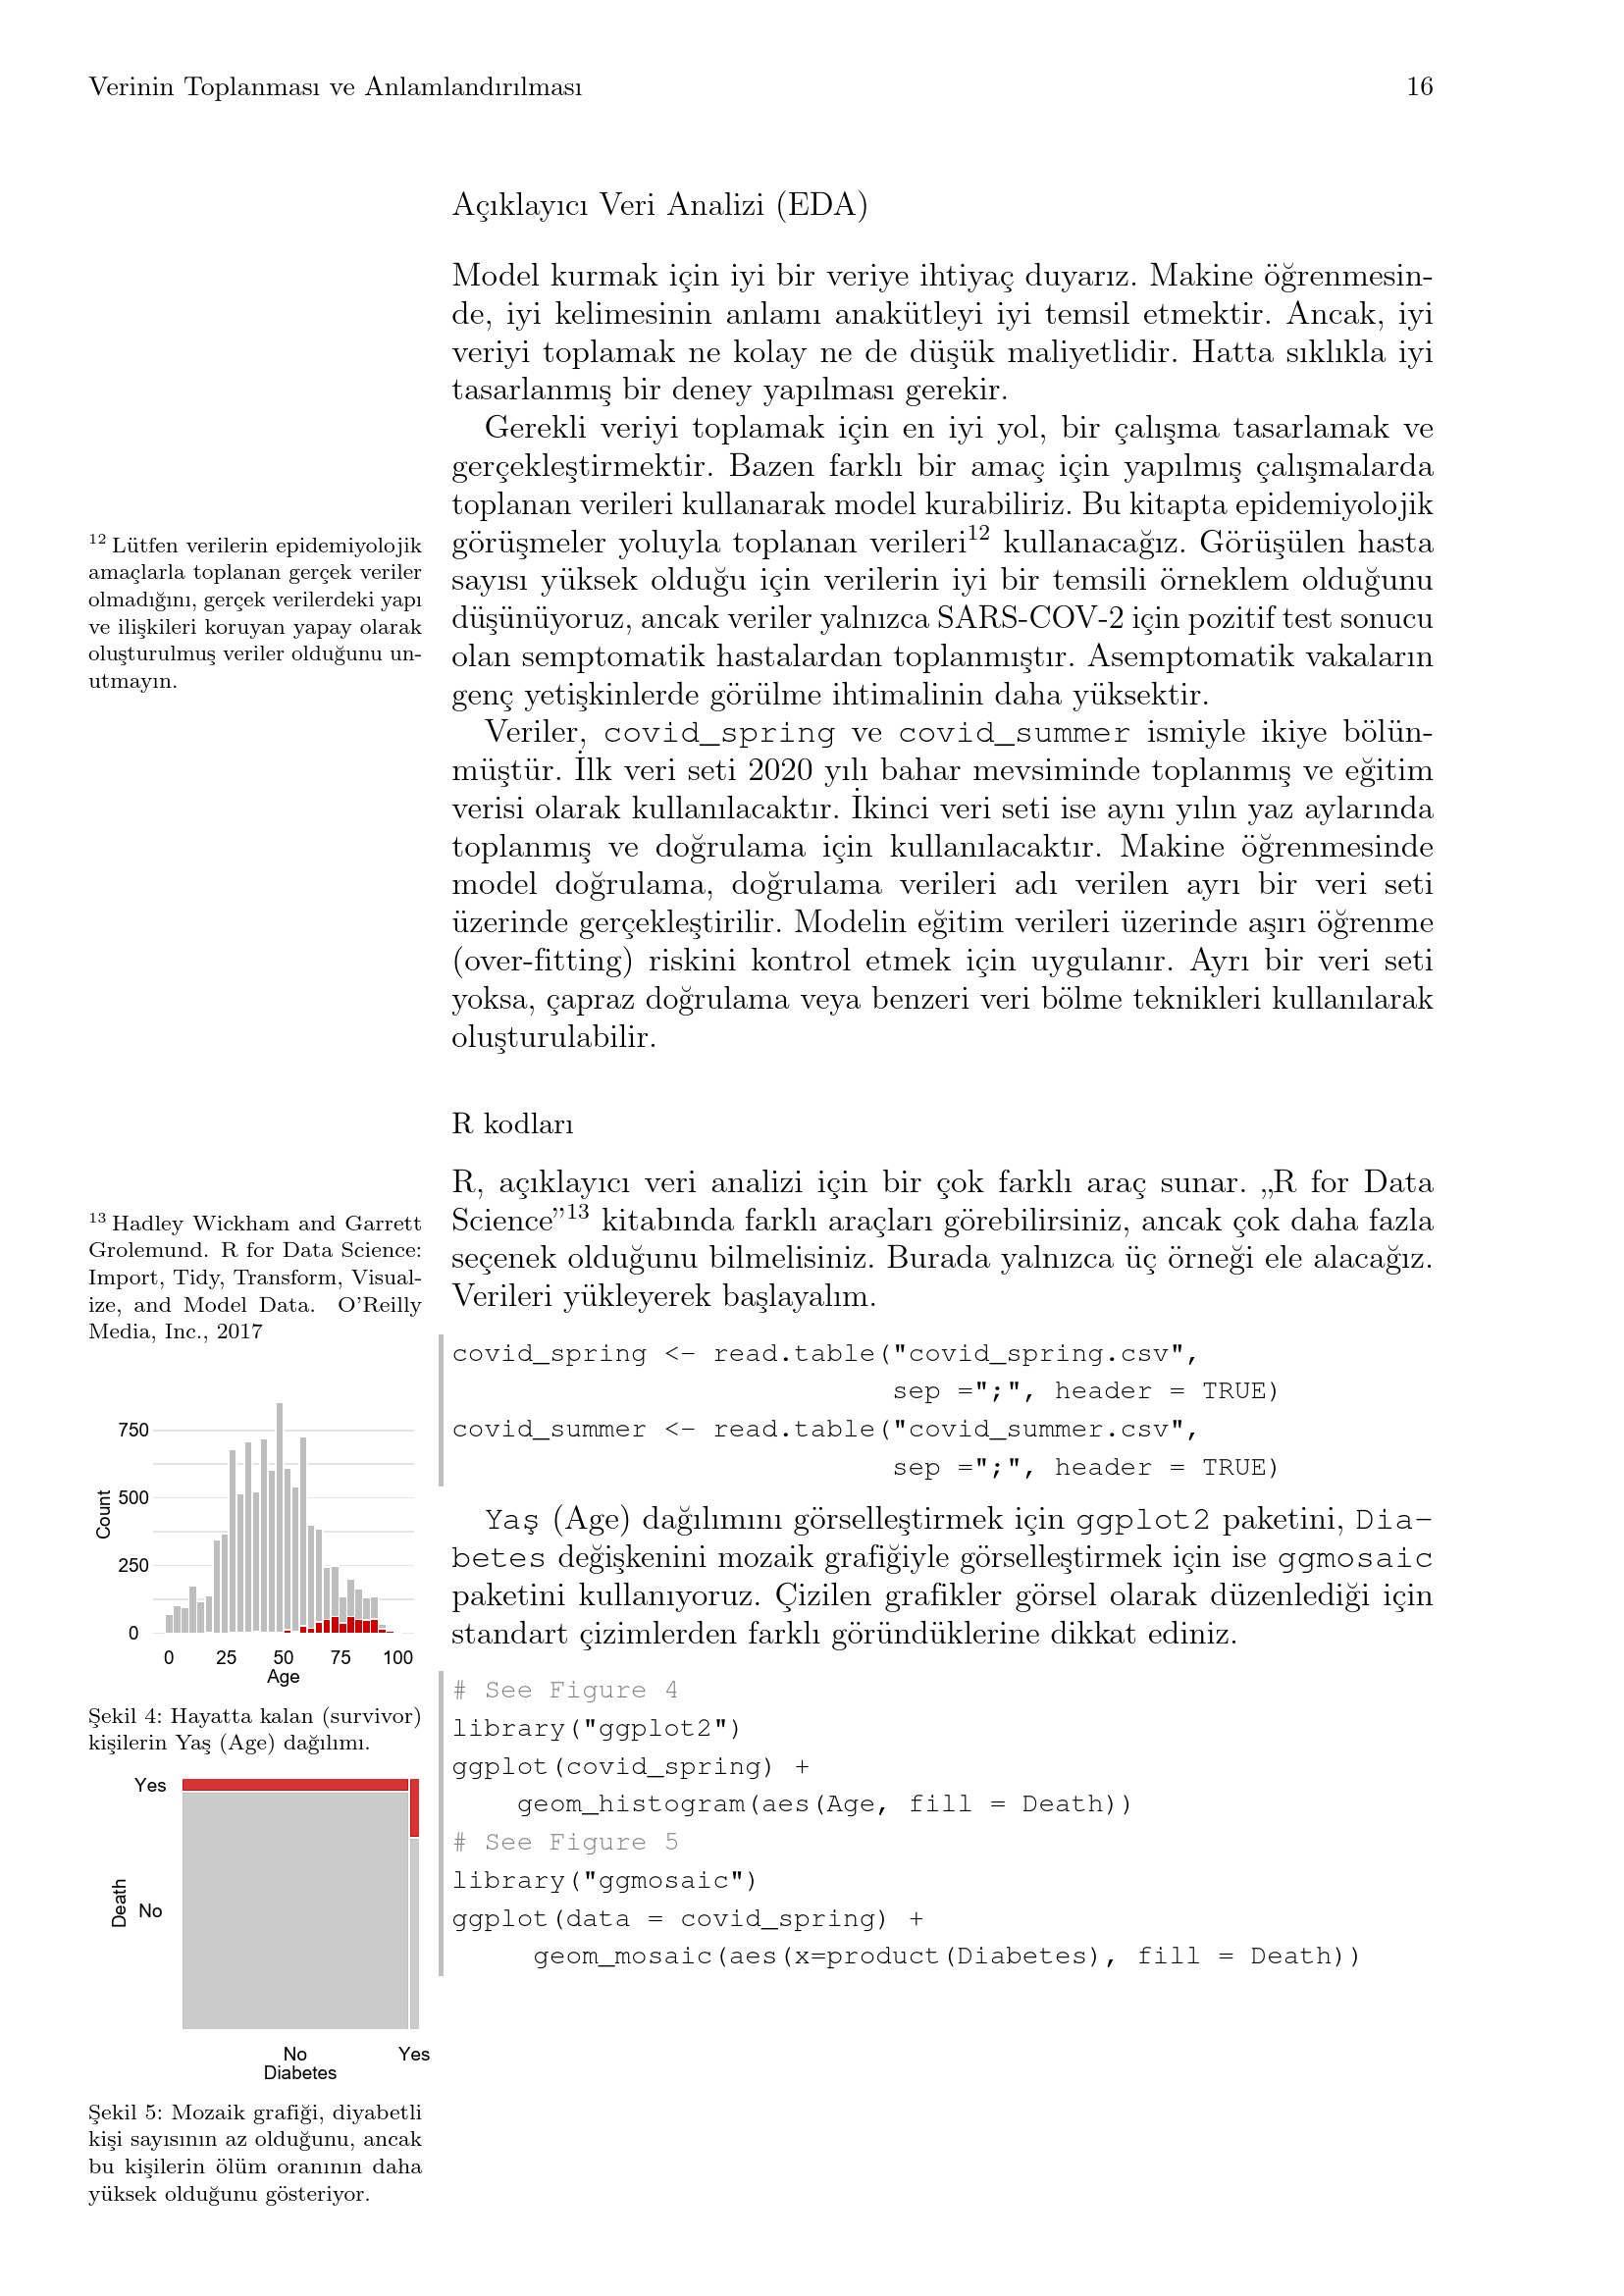 Verinin Toplanması ve Anlamlandırılması 16
Açıklayıcı Veri Analizi (EDA)
Model kurmak için iyi bir veriye ihtiyaç duyarız. Makine öğrenmesin-
de, iyi kelimesinin anlamı anakütleyi iyi temsil etmektir. Ancak, iyi
veriyi toplamak ne kolay ne de düşük maliyetlidir. Hatta sıklıkla iyi
tasarlanmış bir deney yapılması gerekir.
Gerekli veriyi toplamak için en iyi yol, bir çalışma tasarlamak ve
gerçekleştirmektir. Bazen farklı bir amaç için yapılmış çalışmalarda
toplanan verileri kullanarak model kurabiliriz. Bu kitapta epidemiyolojik
görüşmeler yoluyla toplanan verileri12 kullanacağız. Görüşülen hasta
sayısı yüksek olduğu için verilerin iyi bir temsili örneklem olduğunu
düşünüyoruz, ancak veriler yalnızca SARS-COV-2 için pozitif test sonucu
olan semptomatik hastalardan toplanmıştır. Asemptomatik vakaların
genç yetişkinlerde görülme ihtimalinin daha yüksektir.
12 Lütfen verilerin epidemiyolojik
amaçlarla toplanan gerçek veriler
olmadığını, gerçek verilerdeki yapı
ve ilişkileri koruyan yapay olarak
oluşturulmuş veriler olduğunu un-
utmayın.
Veriler, covid_spring ve covid_summer ismiyle ikiye bölün-
müştür. İlk veri seti 2020 yılı bahar mevsiminde toplanmış ve eğitim
verisi olarak kullanılacaktır. İkinci veri seti ise aynı yılın yaz aylarında
toplanmış ve doğrulama için kullanılacaktır. Makine öğrenmesinde
model doğrulama, doğrulama verileri adı verilen ayrı bir veri seti
üzerinde gerçekleştirilir. Modelin eğitim verileri üzerinde aşırı öğrenme
(over-fitting) riskini kontrol etmek için uygulanır. Ayrı bir veri seti
yoksa, çapraz doğrulama veya benzeri veri bölme teknikleri kullanılarak
oluşturulabilir.
R kodları
R, açıklayıcı veri analizi için bir çok farklı araç sunar. „R for Data
Science”13 kitabında farklı araçları görebilirsiniz, ancak çok daha fazla
seçenek olduğunu bilmelisiniz. Burada yalnızca üç örneği ele alacağız.
Verileri yükleyerek başlayalım.
13 Hadley Wickham and Garrett
Grolemund. R for Data Science:
Import, Tidy, Transform, Visual-
ize, and Model Data. O'Reilly
Media, Inc., 2017
covid_spring <- read.table("covid_spring.csv",
sep =";", header = TRUE)
covid_summer <- read.table("covid_summer.csv",
sep =";", header = TRUE)
Yaş (Age) dağılımını görselleştirmek için ggplot2 paketini, Dia-
betes değişkenini mozaik grafiğiyle görselleştirmek için ise ggmosaic
paketini kullanıyoruz. Çizilen grafikler görsel olarak düzenlediği için
standart çizimlerden farklı göründüklerine dikkat ediniz.
# See Figure 4
library("ggplot2")
ggplot(covid_spring) +
geom_histogram(aes(Age, fill = Death))
# See Figure 5
library("ggmosaic")
ggplot(data = covid_spring) +
geom_mosaic(aes(x=product(Diabetes), fill = Death))
750
500
250
0
Count
0 25 50 75 100
Age
Şekil 4: Hayatta kalan (survivor)
kişilerin Yaş (Age) dağılımı.
Yes
No
Death
No Yes
Diabetes
Şekil 5: Mozaik grafiği, diyabetli
kişi sayısının az olduğunu, ancak
bu kişilerin ölüm oranının daha
yüksek olduğunu gösteriyor.